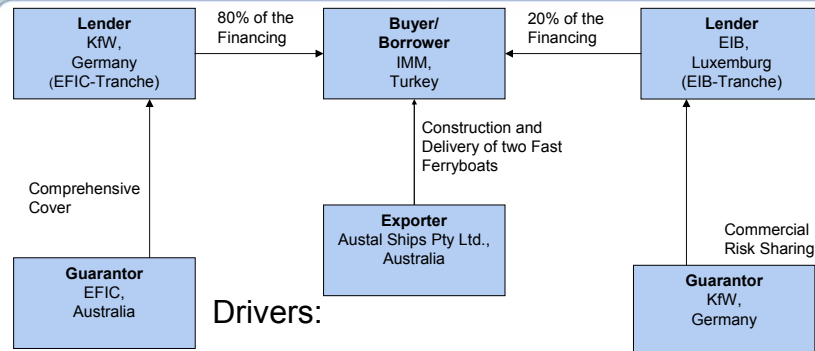 Lender
KfW,
Germany
(EFIC-Tranche)
80% of the
Financing
Buyer/
Borrower
IMM,
Turkey
20% of the
Financing
Lender
EIB,
Luxemburg
(EIB-Tranche)
Comprehensive
Cover
Construction and
Delivery of two Fast
Ferryboats
Commercial
Risk Sharing
Guarantor
EFIC,
Australia
Exporter
Austal Ships Pty Ltd.,
Australia
Guarantor
KfW,
Germany
Drivers: